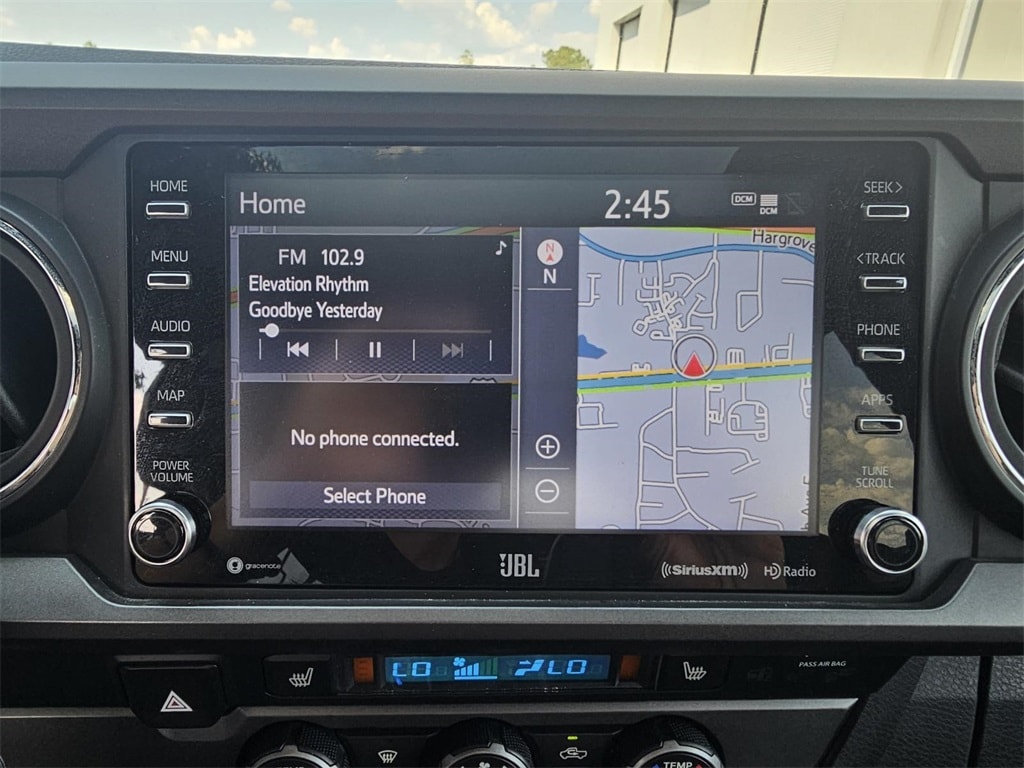 HOME
MENU
AUDIO
MAP
POWER
VOLUME
Home
2:45
DCM
DCM
FM 102.9
Elevation Rhythm
Goodbye Yesterday
No phone connected.
Select Phone
N
N
Hargrove
SEEK>
<TRACK
PHONE
APPS
TUNE
SCROLL
gracenote
JBL
((SiriusXM))
HD Radio
LO
LO
PASS AIR BAG
TEMP